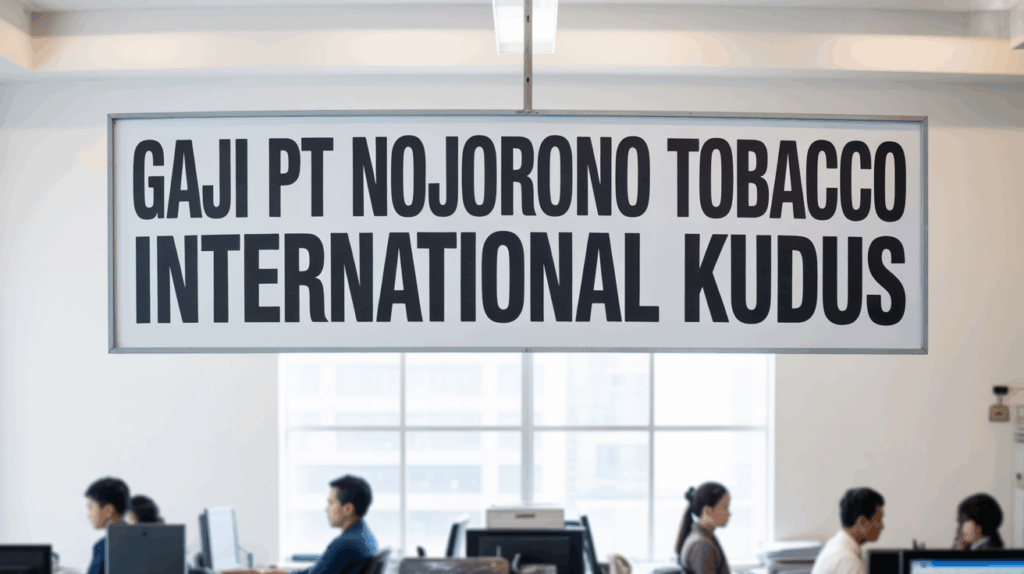 GAJI PT NOJORONO TOBACCO
INTERNATIONAL KUDUS